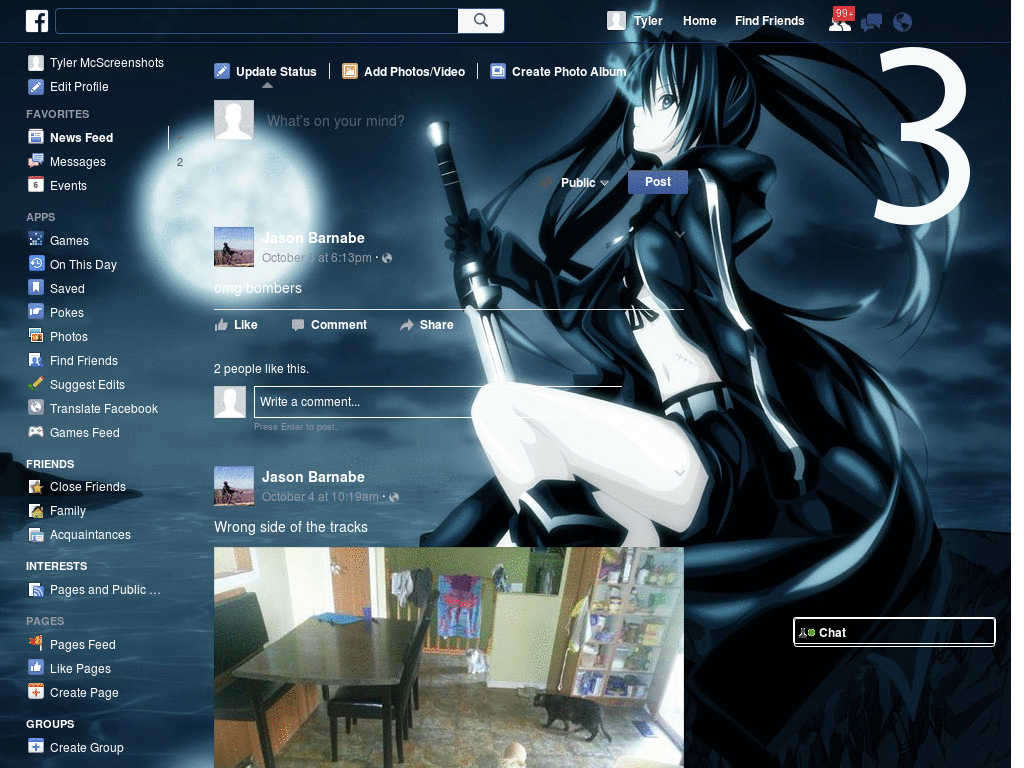 Tyler
Home
Find Friends
99+
Tyler McScreenshots
Edit Profile
FAVORITES
News Feed
Messages
2
Events
6
APPS
Games
On This Day
Saved
Pokes
Photos
Find Friends
Suggest Edits
Translate Facebook
Games Feed
FRIENDS
Close Friends
Family
Acquaintances
INTERESTS
Pages and Public ...
PAGES
Pages Feed
Like Pages
Create Page
GROUPS
Create Group
Update Status
Add Photos/Video
Create Photo Album
What's on your mind?
Public
Post
Jason Barnabe
October at 6:13pm ·
omg bombers
Like
Comment
Share
2 people like this.
Write a comment...
Press Enter to post.
Jason Barnabe
October 4 at 10:19am ·
Wrong side of the tracks
3
Chat